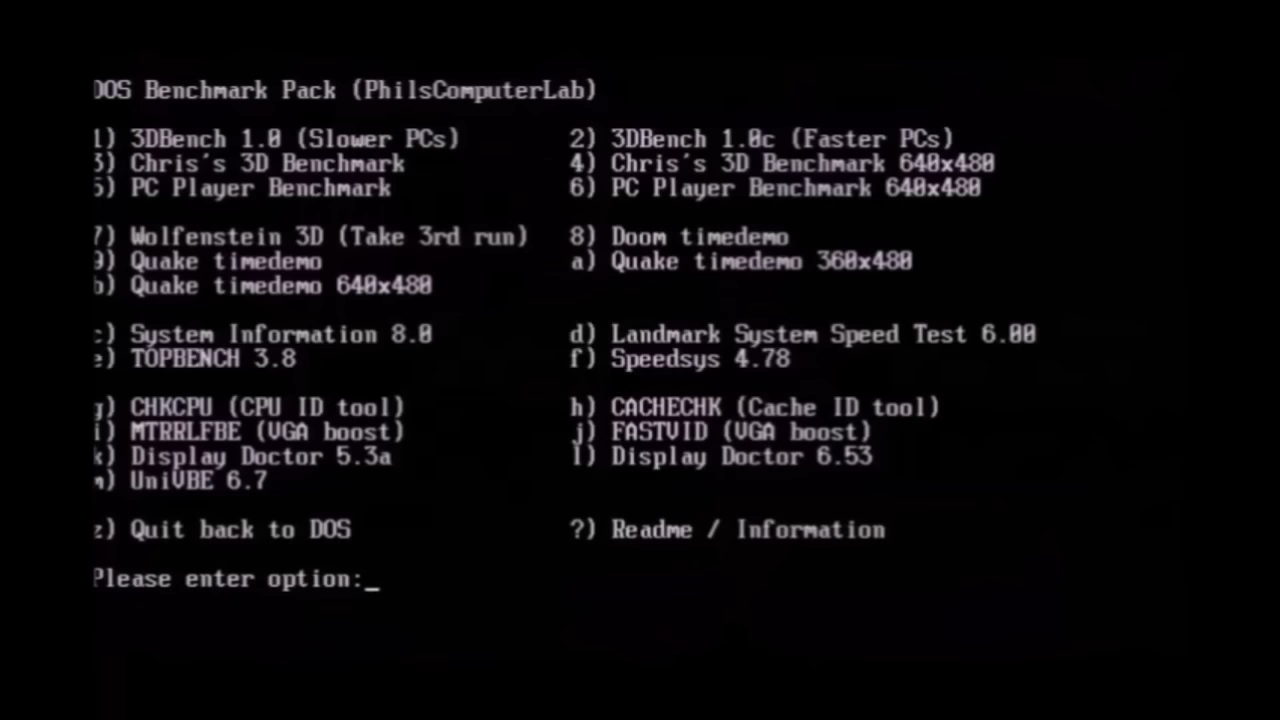 DOS Benchmark Pack (PhilsComputerLab)
1) 3DBench 1.0 (Slower PCs) 2) 3DBench 1.0c (Faster PCs)
3) Chris's 3D Benchmark 4) Chris's 3D Benchmark 640x480
5) PC Player Benchmark 6) PC Player Benchmark 640x480
7) Wolfenstein 3D (Take 3rd run) 8) Doom timedemo
9) Quake timedemo a) Quake timedemo 360x480
b) Quake timedemo 640x480
c) System Information 8.0 d) Landmark System Speed Test 6.00
e) TOPBENCH 3.8 f) Speedsys 4.78
g) CHKCPU (CPU ID tool) h) CACHECHK (Cache ID tool)
i) MTRRLFBE (VGA boost) j) FASTVID (VGA boost)
k) Display Doctor 5.3a l) Display Doctor 6.53
m) UniVBE 6.7
z) Quit back to DOS ?) Readme / Information
Please enter option:_